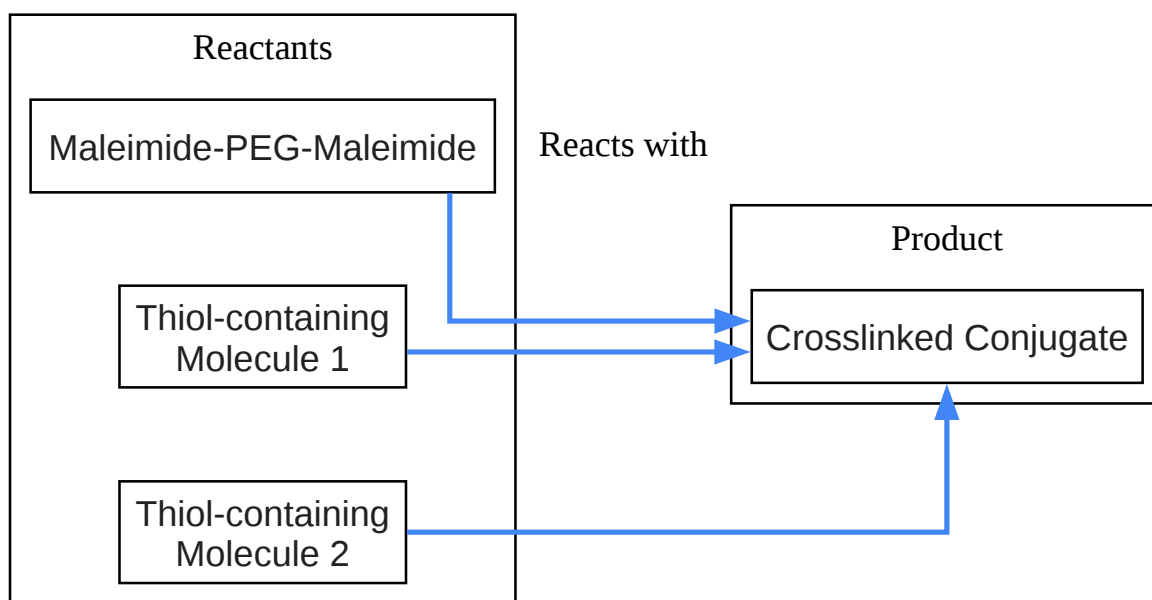 Reactants
Maleimide-PEG-Maleimide
Reacts with
Product
Thiol-containing
Molecule 1
Crosslinked Conjugate
Thiol-containing
Molecule 2